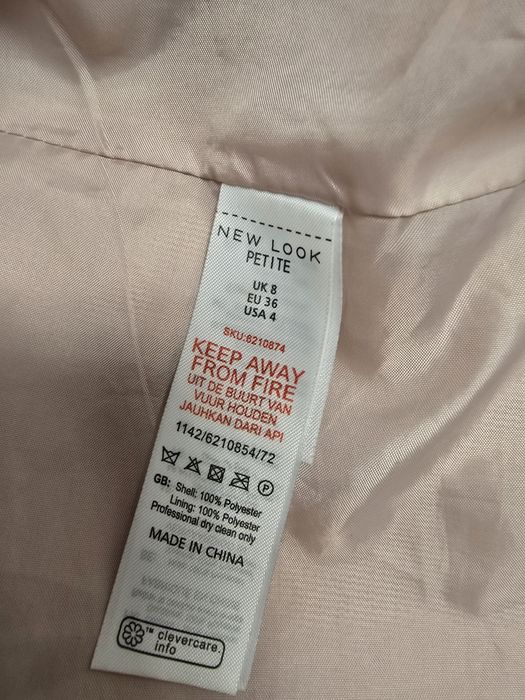 NEW LOOK
PETITE
UK 8
EU 36
USA 4
SKU:6210874
KEEP AWAY
FROM FIRE
UIT DE BUURT VAN
VUUR HOUDEN
JAUHKAN DARI API
1142/6210854/72
P
GB: Shell: 100% Polyester
Lining: 100% Polyester
Professional dry clean only
MADE IN CHINA
™ clevercare.
info